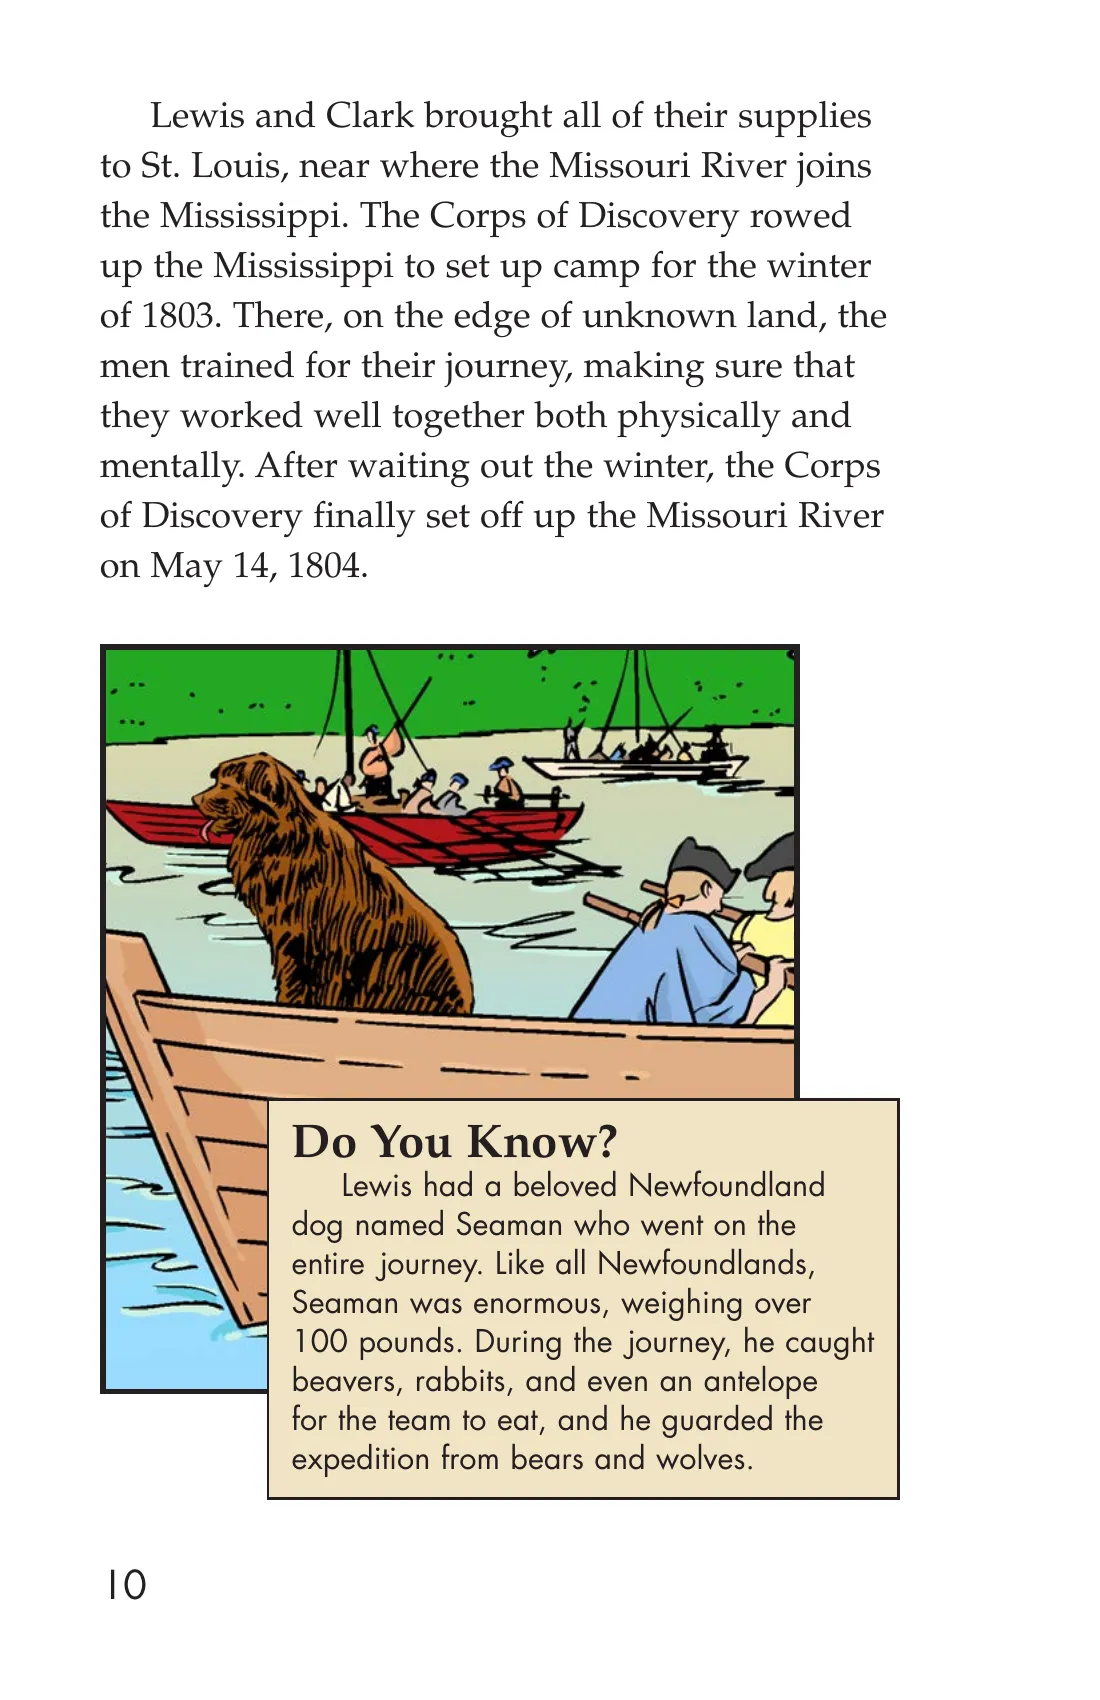 Lewis and Clark brought all of their supplies
to St. Louis, near where the Missouri River joins
the Mississippi. The Corps of Discovery rowed
up the Mississippi to set up camp for the winter
of 1803. There, on the edge of unknown land, the
men trained for their journey, making sure that
they worked well together both physically and
mentally. After waiting out the winter, the Corps
of Discovery finally set off up the Missouri River
on May 14, 1804.
Do You Know?
Lewis had a beloved Newfoundland
dog named Seaman who went on the
entire journey. Like all Newfoundlands,
Seaman was enormous, weighing over
100 pounds. During the journey, he caught
beavers, rabbits, and even an antelope
for the team to eat, and he guarded the
expedition from bears and wolves.
10